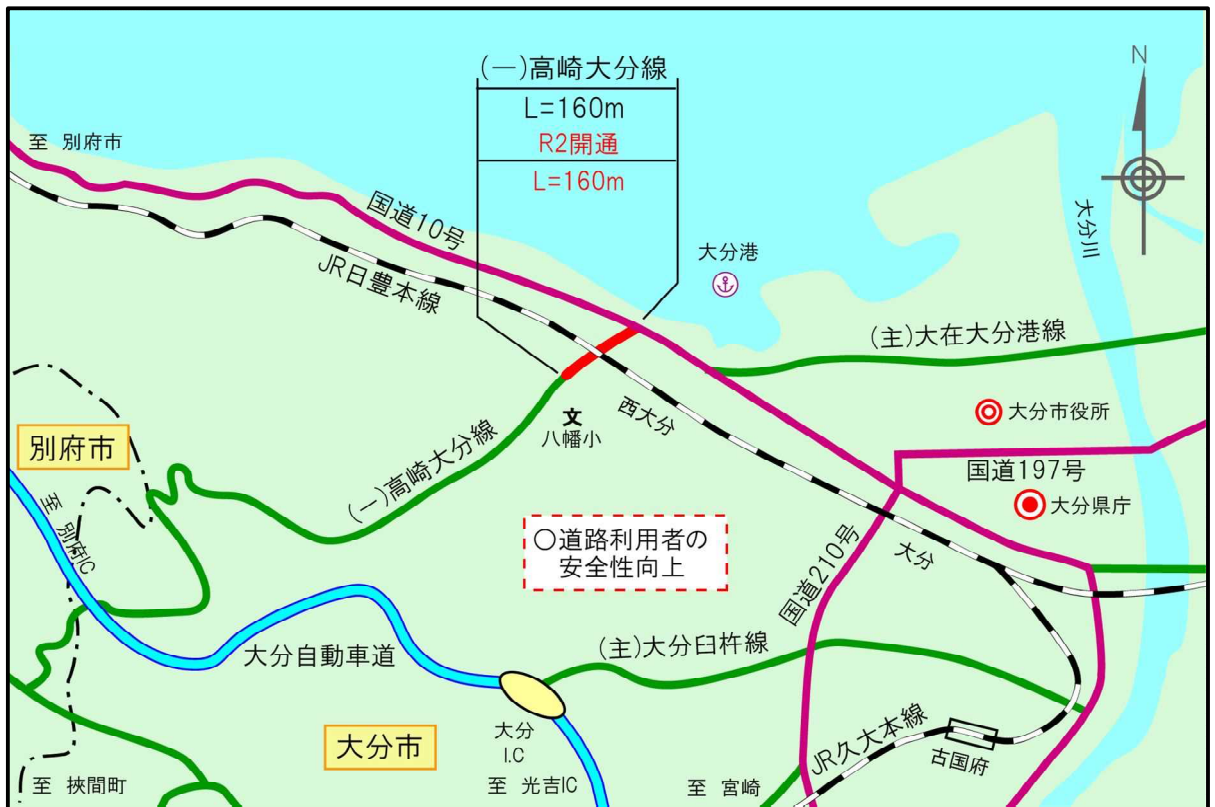 (一)高崎大分線
L=160m
R2開通
L=160m
N
至 別府市
国道10号
JR日豊本線
大分港
大分川
(主)大在大分港線
西大分
大分市役所
文
八幡小
別府市
(一)高崎大分線
国道197号
大分県庁
至 別府IC
○道路利用者の
安全性向上
国道210号
大分
大分自動車道
(主)大分臼杵線
大分市
大分
I.C
JR久大本線
古国府
至 挾間町
至 光吉IC
至 宮崎